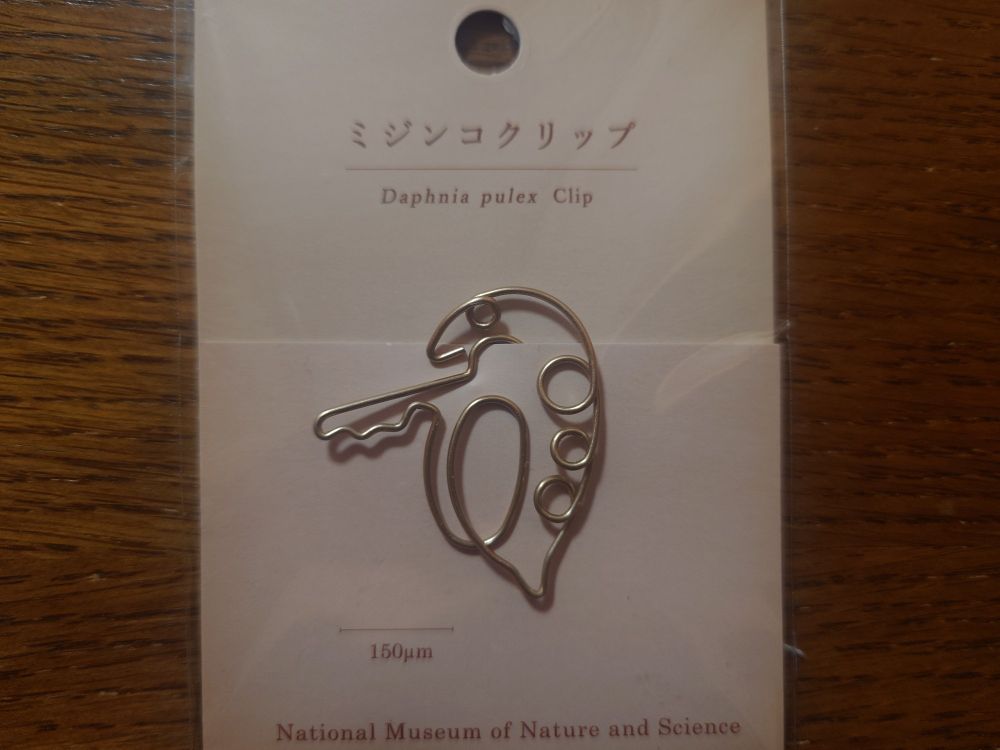 ミジンコクリップ
Daphnia pulex Clip
150μm
National Museum of Nature and Science